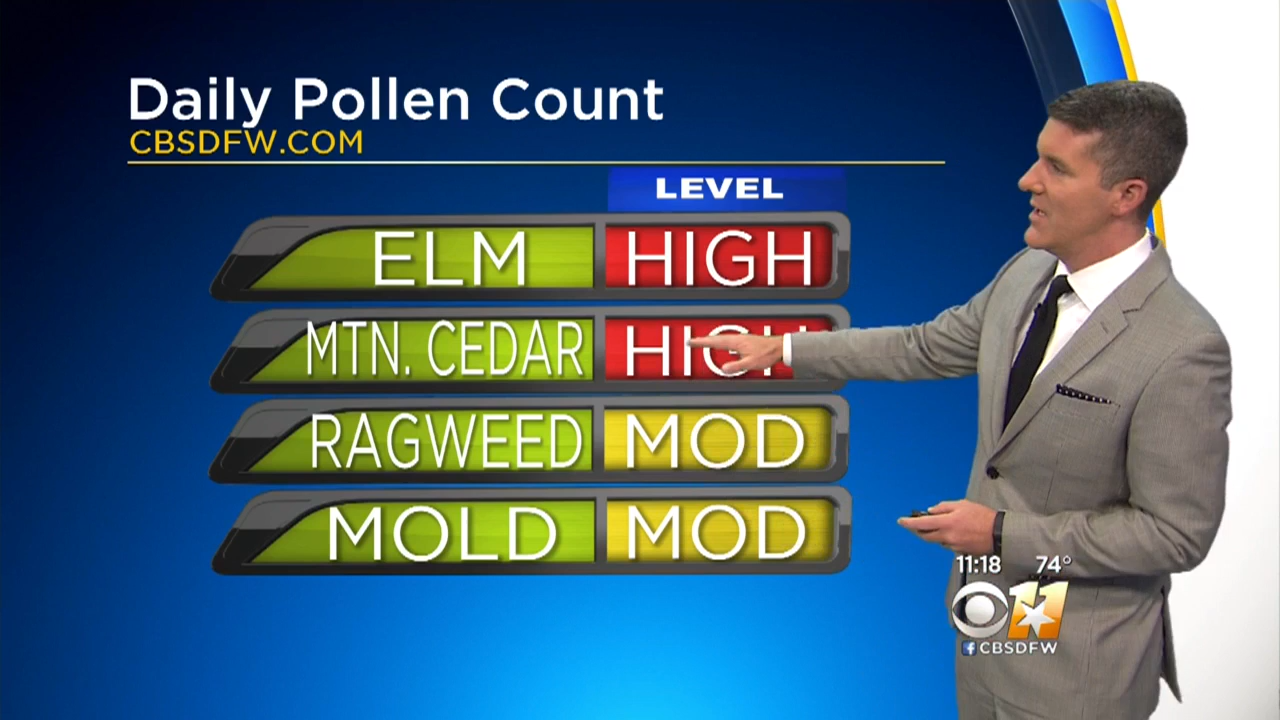 Daily Pollen Count
CBSDFW.COM
LEVEL
ELM HIGH
MTN. CEDAR HIGH
RAGWEED MOD
MOLD MOD
11:18 74°
11
CBSDFW